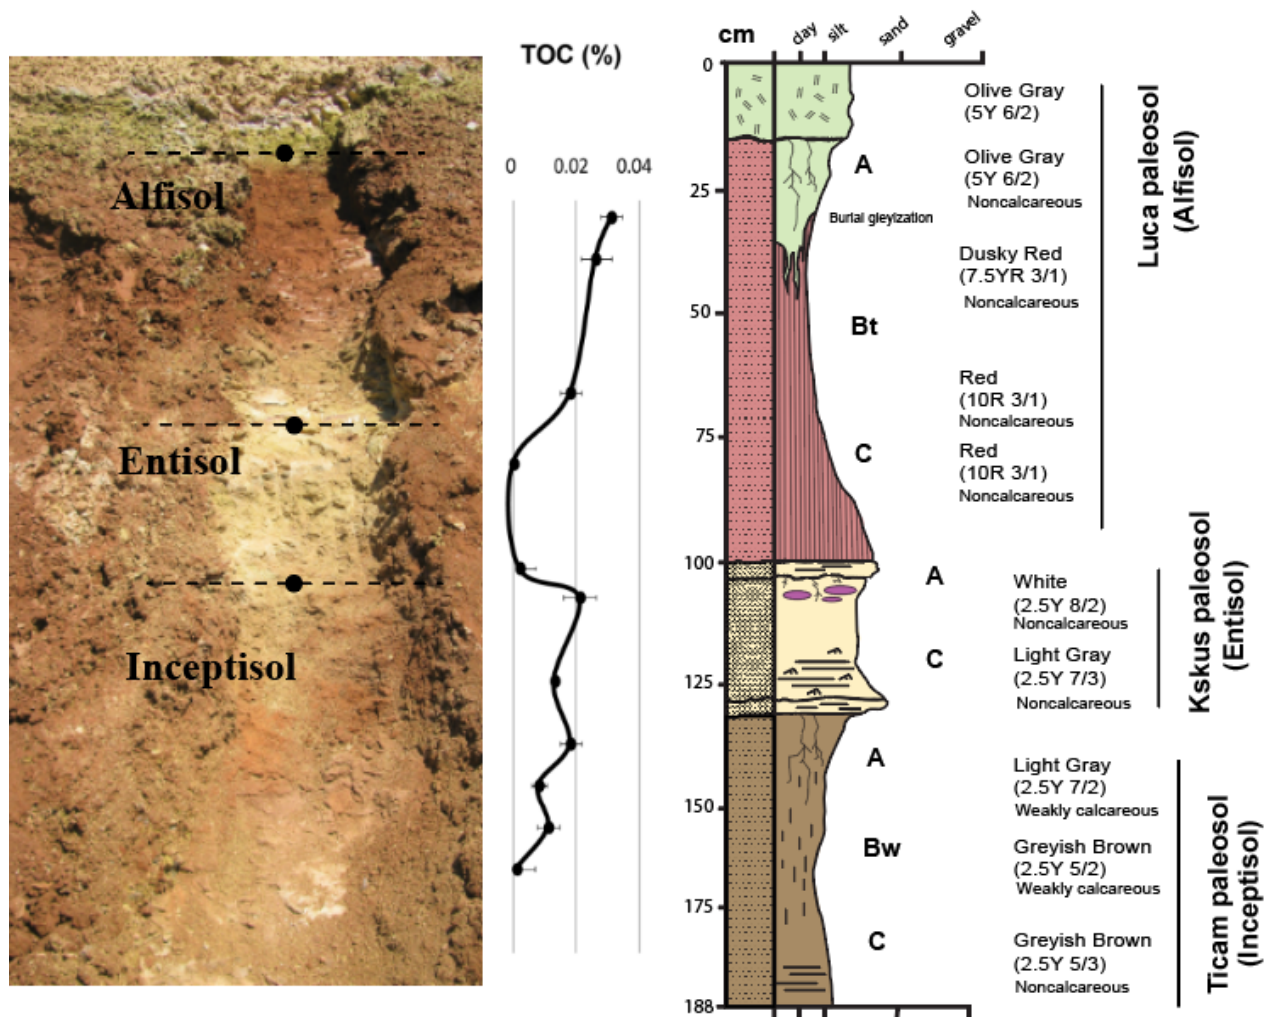 TOC (%)
0 0.02 0.04
Alfisol
Entisol
Inceptisol
cm
clay
silt
sand
gravel
0
25
50
75
100
125
150
175
188
A
Burial gleyization
Bt
C
A
C
A
Bw
C
Olive Gray
(5Y 6/2)
Olive Gray
(5Y 6/2)
Noncalcareous
Dusky Red
(7.5YR 3/1)
Noncalcareous
Red
(10R 3/1)
Noncalcareous
Red
(10R 3/1)
Noncalcareous
White
(2.5Y 8/2)
Noncalcareous
Light Gray
(2.5Y 7/3)
Noncalcareous
Light Gray
(2.5Y 7/2)
Weakly calcareous
Greyish Brown
(2.5Y 5/2)
Weakly calcareous
Greyish Brown
(2.5Y 5/3)
Noncalcareous
Luca paleosol
(Alfisol)
Kskus paleosol
(Entisol)
Ticam paleosol
(Inceptisol)